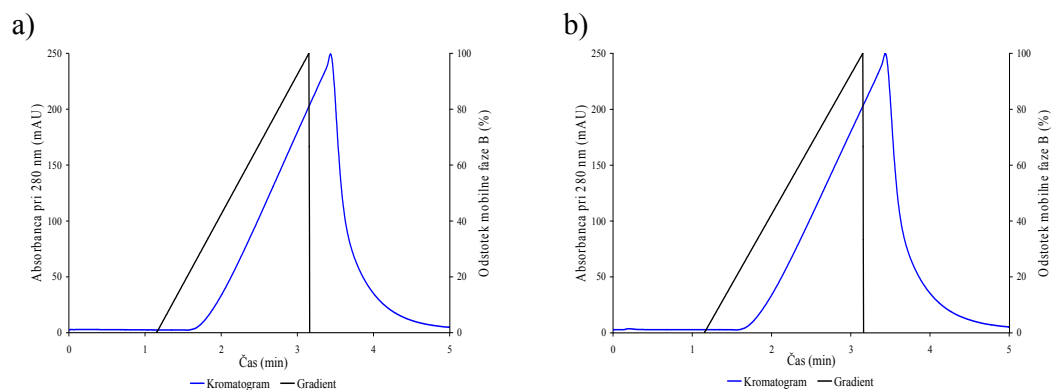 a)
250
200
150
100
50
0
Absorbanca pri 280 nm (mAU)
100
80
60
40
20
0
Odstotek mobilne faze B (%)
0 1 2 3 4 5
Čas (min)
Kromatogram Gradient
b)
250
200
150
100
50
0
Absorbanca pri 280 nm (mAU)
100
80
60
40
20
0
Odstotek mobilne faze B (%)
0 1 2 3 4 5
Čas (min)
Kromatogram Gradient